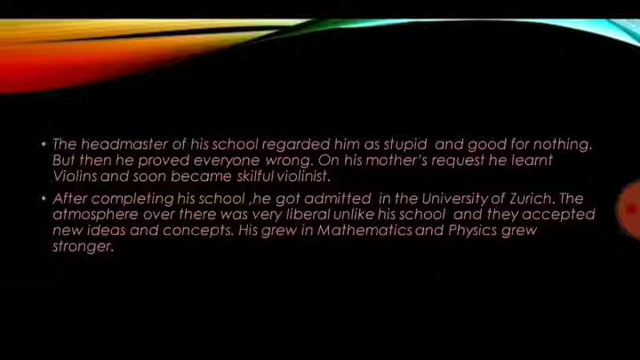 • The headmaster of his school regarded him as stupid and good for nothing.
But then he proved everyone wrong. On his mother's request he learnt
Violins and soon became skilful violinist.
• After completing his school ,he got admitted in the University of Zurich. The
atmosphere over there was very liberal unlike his school and they accepted
new ideas and concepts. His grew in Mathematics and Physics grew
stronger.